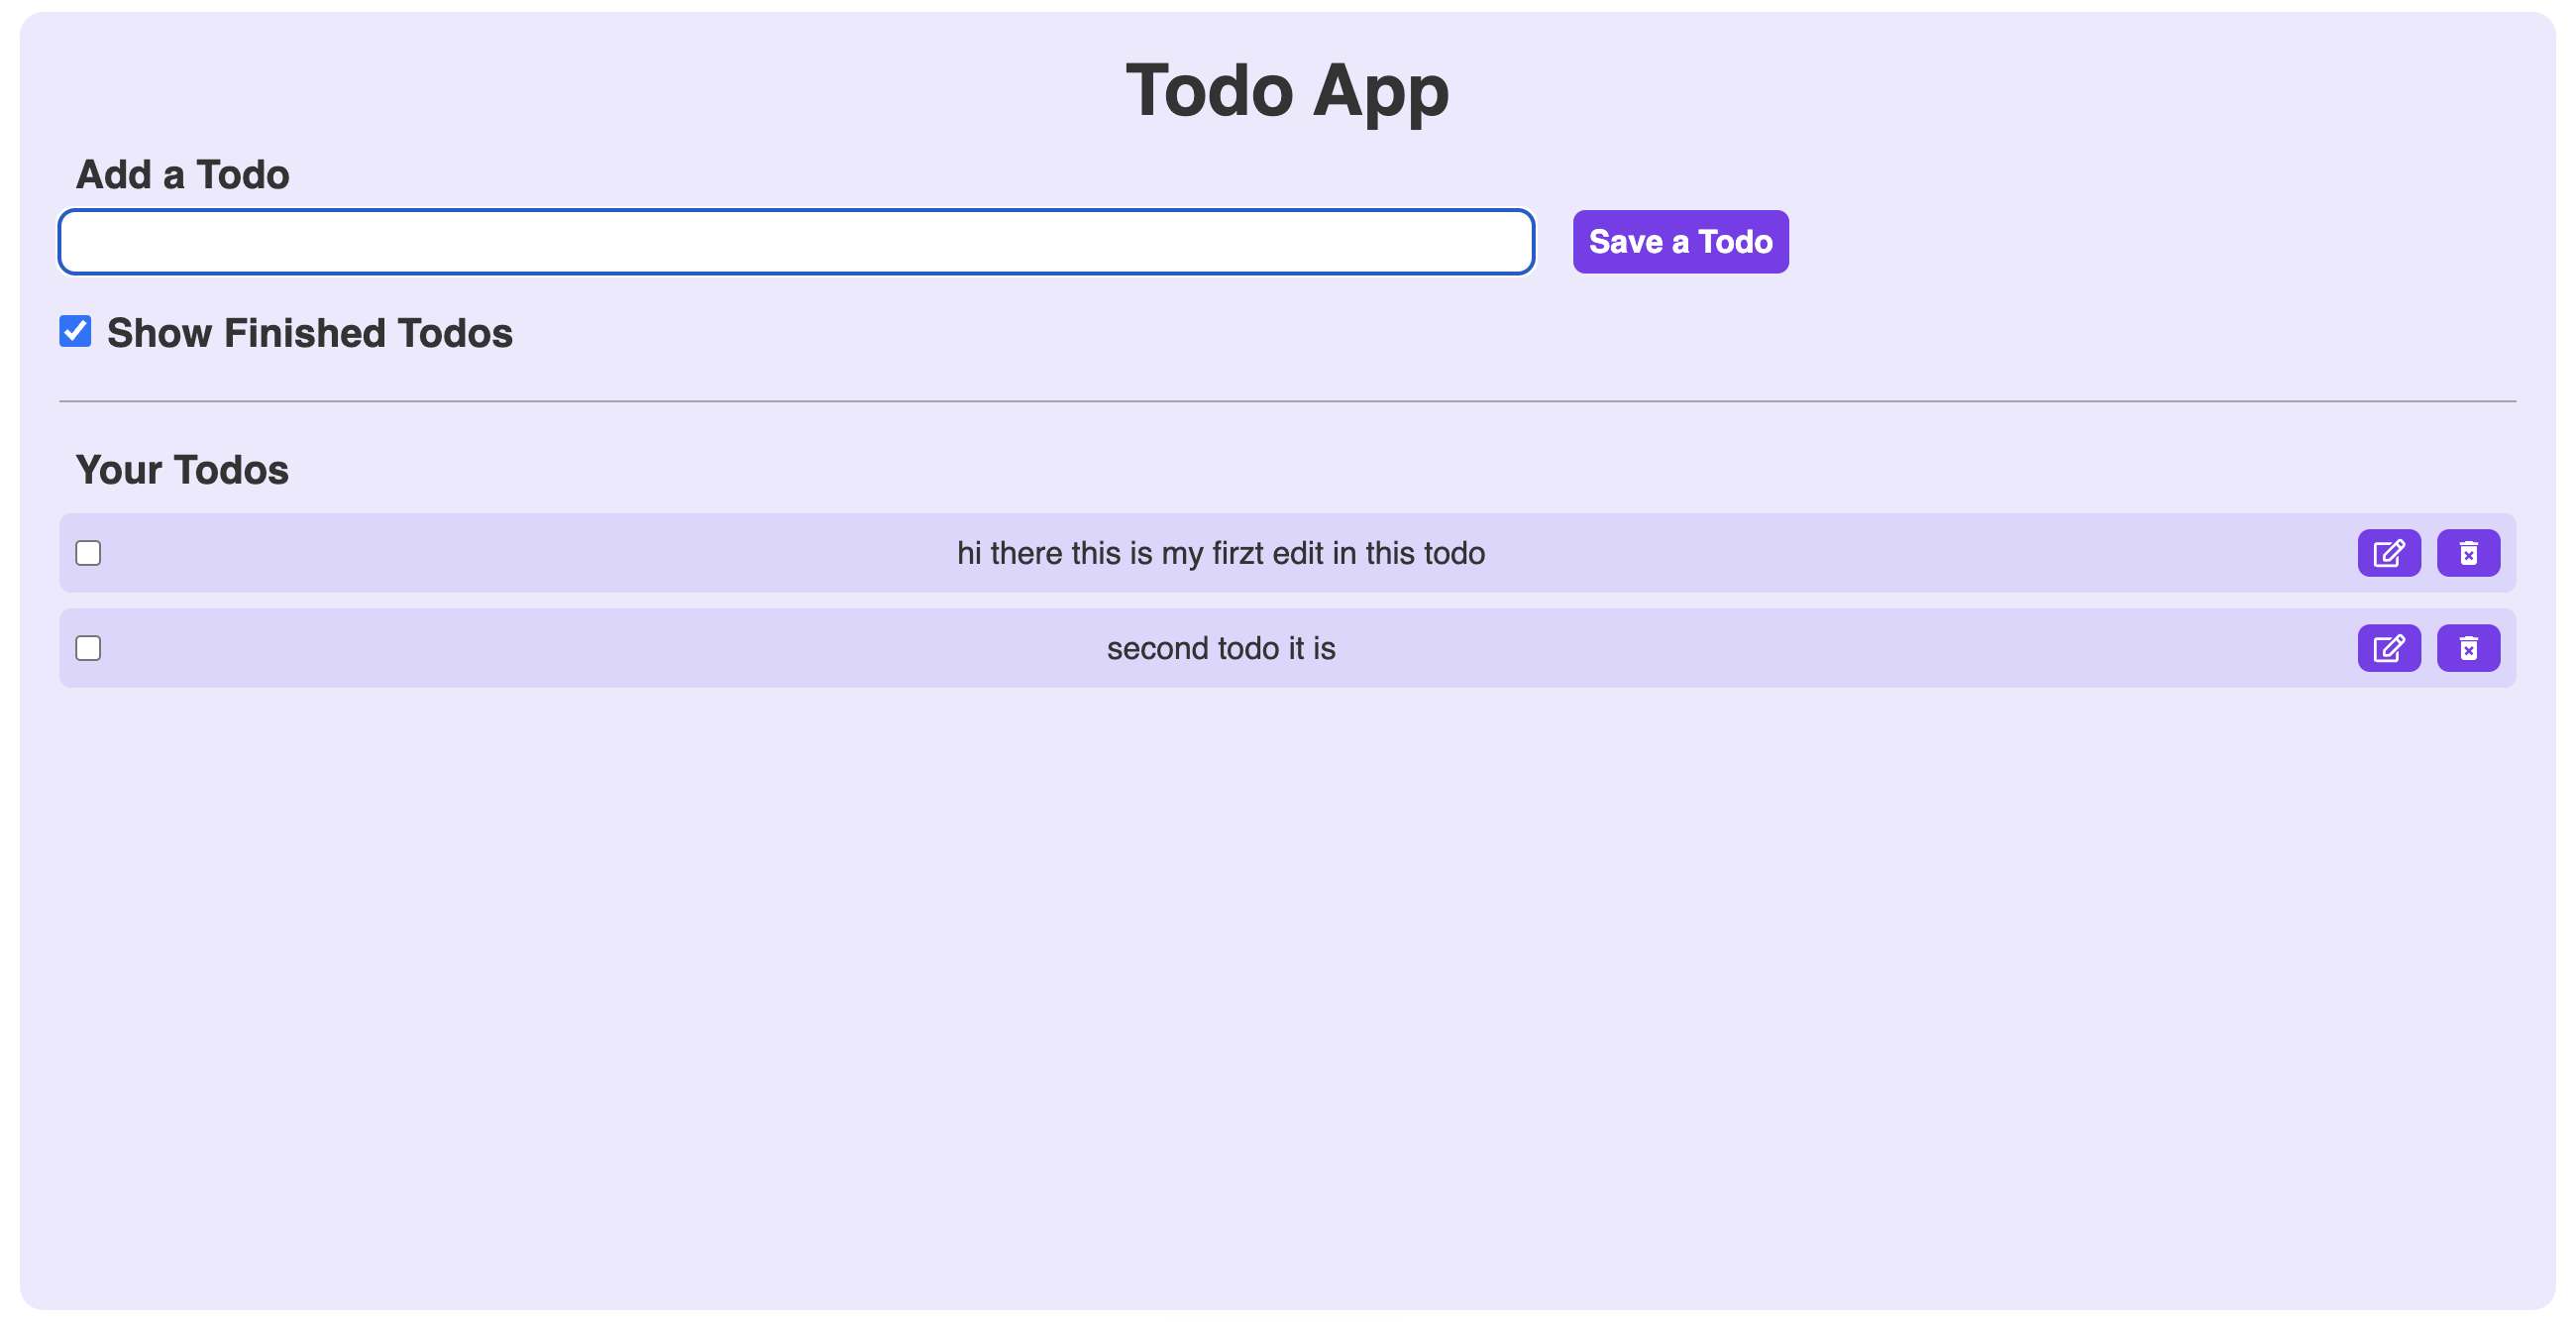 Todo App
Add a Todo
Save a Todo
Show Finished Todos
Your Todos
hi there this is my firzt edit in this todo
second todo it is